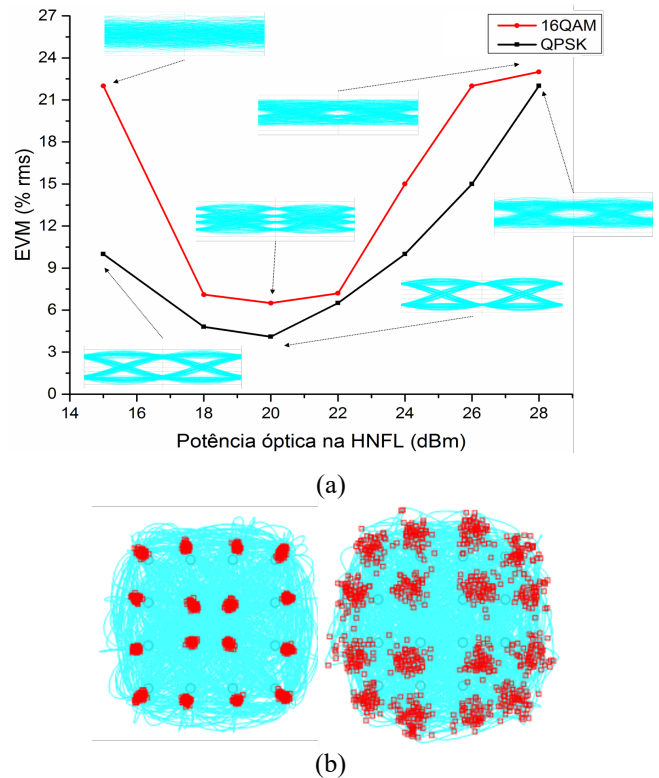 27
24
21
18
15
12
9
6
3
0
EVM (% rms)
16QAM
QPSK
14 16 18 20 22 24 26 28
Potência óptica na HNFL (dBm)
(a)
(b)